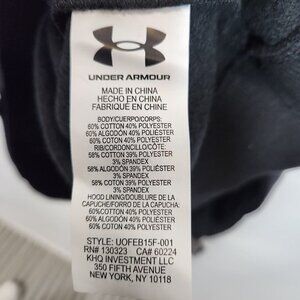 UNDER ARMOUR
MADE IN CHINA
HECHO EN CHINA
FABRIQUÉ EN CHINE
BODY/CUERPO/CORPS:
60% COTTON 40% POLYESTER
60% ALGODÓN 40% POLIÉSTER
60% COTON 40% POLYESTER
RIB/CORDONCILLO/CÔTE:
58% COTTON 39% POLYESTER
3% SPANDEX
58% ALGODÓN 39% POLIÉSTER
3% SPANDEX
58% COTON 39% POLYESTER
3% SPANDEX
HOOD LINING/DOUBLURE DE LA
CAPUCHE/FORRO DE LA CAPUCHA:
60%COTTON 40% POLYESTER
60%ALGODÓN 40% POLIÉSTER
60%COTON 40% POLYESTER
STYLE: UOFEB15F-001
RN# 130323 CA# 60224
KHQ INVESTMENT LLC
350 FIFTH AVENUE
NEW YORK, NY 10118